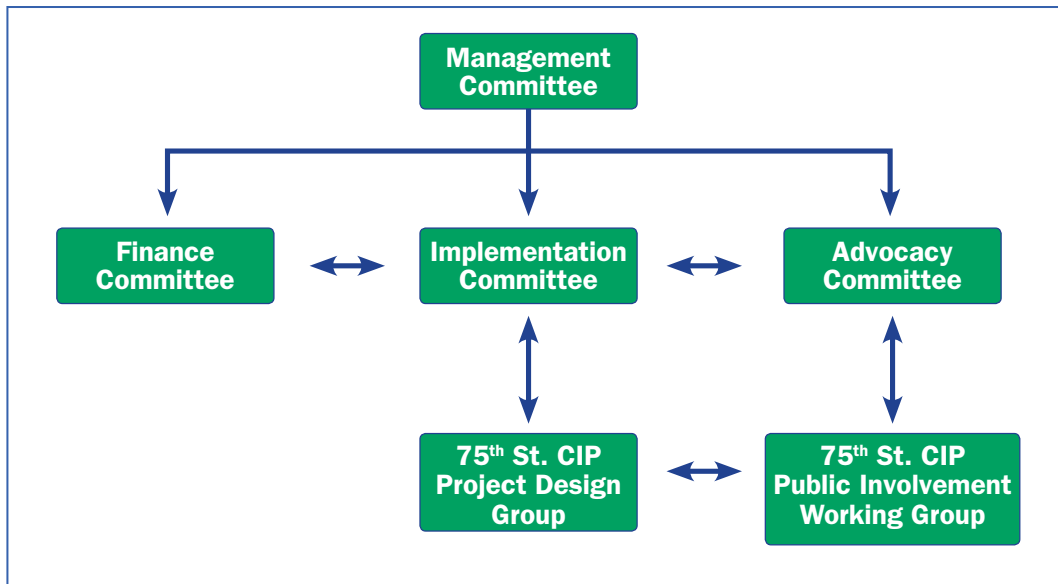 Management
Committee
Finance
Committee
Implementation
Committee
Advocacy
Committee
75th St. CIP
Project Design
Group
75th St. CIP
Public Involvement
Working Group